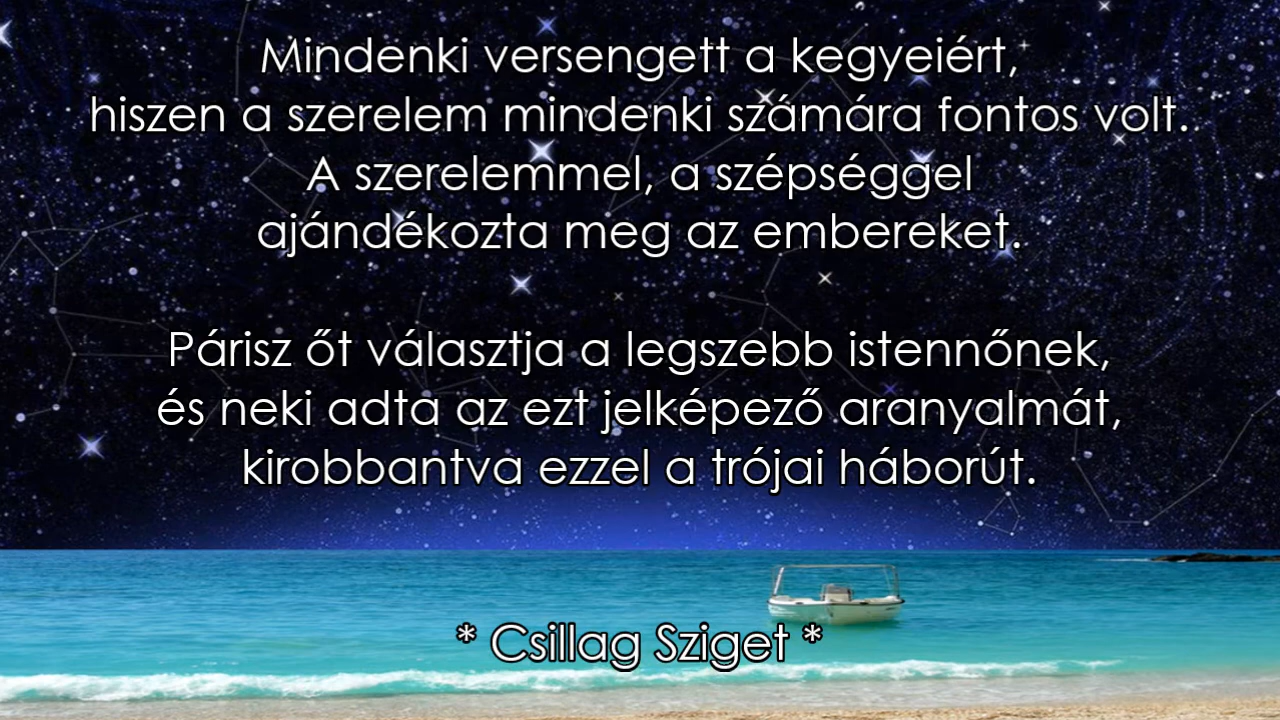 Mindenki versengett a kegyeiért,
hiszen a szerelem mindenki számára fontos volt.
A szerelemmel, a szépséggel
ajándékozta meg az embereket.
Párisz őt választja a legszebb istennőnek,
és neki adta az ezt jelképező aranyalmát,
kirobbantva ezzel a trójai háborút.
* Csillag Sziget *